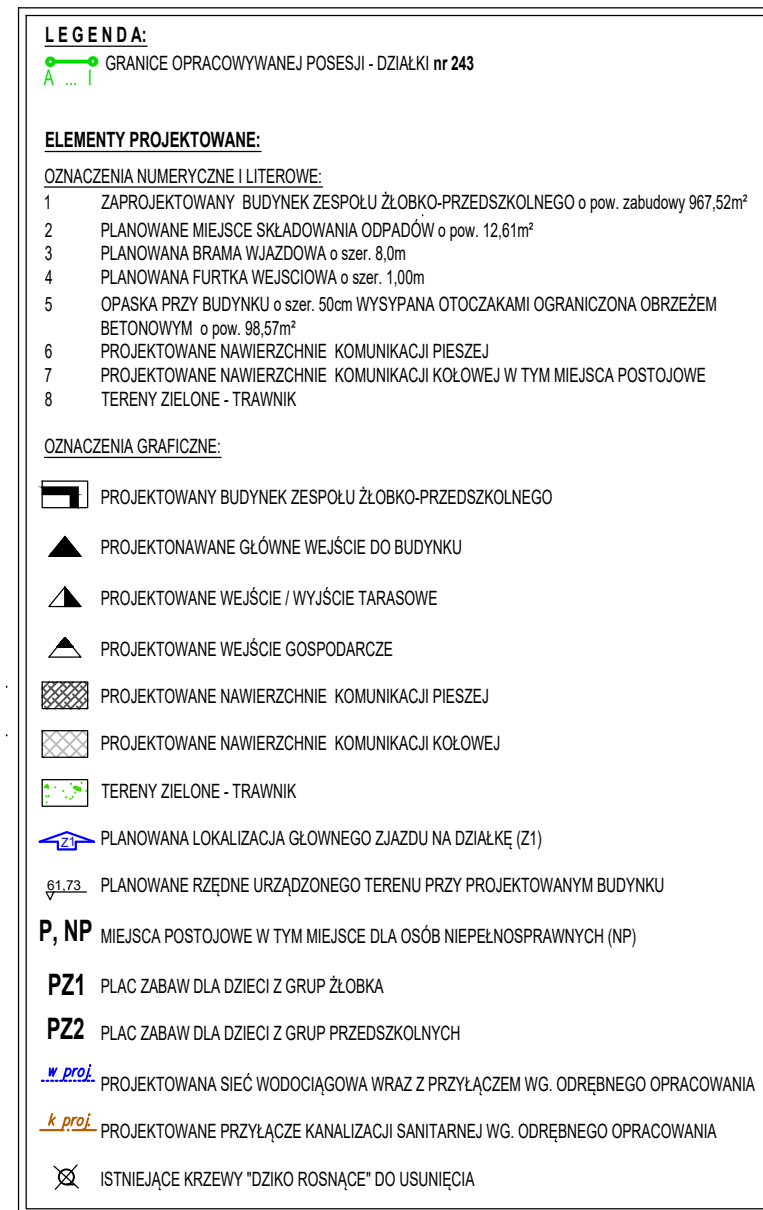 L E G E N D A:
GRANICE OPRACOWYWANEJ POSESJI - DZIAŁKI nr 243
A ... I
ELEMENTY PROJEKTOWANE:
OZNACZENIA NUMERYCZNE I LITEROWE:
1 ZAPROJEKTOWANY BUDYNEK ZESPOŁU ŻŁOBKO-PRZEDSZKOLNEGO o pow. zabudowy 967,52m²
2 PLANOWANE MIEJSCE SKŁADOWANIA ODPADÓW o pow. 12,61m²
3 PLANOWANA BRAMA WJAZDOWA o szer. 8,0m
4 PLANOWANA FURTKA WEJSCIOWA o szer. 1,00m
5 OPASKA PRZY BUDYNKU o szer. 50cm WYSYPANA OTOCZAKAMI OGRANICZONA OBRZEŻEM
BETONOWYM o pow. 98,57m²
6 PROJEKTOWANE NAWIERZCHNIE KOMUNIKACJI PIESZEJ
7 PROJEKTOWANE NAWIERZCHNIE KOMUNIKACJI KOŁOWEJ W TYM MIEJSCA POSTOJOWE
8 TERENY ZIELONE - TRAWNIK
OZNACZENIA GRAFICZNE:
PROJEKTOWANY BUDYNEK ZESPOŁU ŻŁOBKO-PRZEDSZKOLNEGO
PROJEKTONAWANE GŁÓWNE WEJŚCIE DO BUDYNKU
PROJEKTOWANE WEJŚCIE / WYJŚCIE TARASOWE
PROJEKTOWANE WEJŚCIE GOSPODARCZE
PROJEKTOWANE NAWIERZCHNIE KOMUNIKACJI PIESZEJ
PROJEKTOWANE NAWIERZCHNIE KOMUNIKACJI KOŁOWEJ
TERENY ZIELONE - TRAWNIK
Z1 PLANOWANA LOKALIZACJA GŁOWNEGO ZJAZDU NA DZIAŁKĘ (Z1)
61,73 PLANOWANE RZĘDNE URZĄDZONEGO TERENU PRZY PROJEKTOWANYM BUDYNKU
P, NP MIEJSCA POSTOJOWE W TYM MIEJSCE DLA OSÓB NIEPEŁNOSPRAWNYCH (NP)
PZ1 PLAC ZABAW DLA DZIECI Z GRUP ŻŁOBKA
PZ2 PLAC ZABAW DLA DZIECI Z GRUP PRZEDSZKOLNYCH
w proj. PROJEKTOWANA SIEĆ WODOCIĄGOWA WRAZ Z PRZYŁĄCZEM WG. ODRĘBNEGO OPRACOWANIA
k proj. PROJEKTOWANE PRZYŁĄCZE KANALIZACJI SANITARNEJ WG. ODRĘBNEGO OPRACOWANIA
ISTNIEJĄCE KRZEWY "DZIKO ROSNĄCE" DO USUNIĘCIA